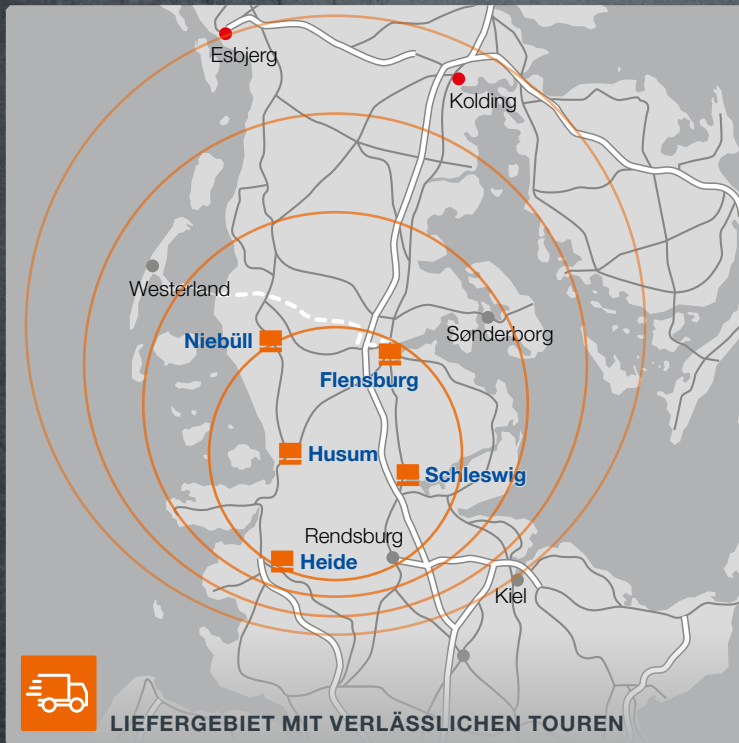 Esbjerg
Kolding
Westerland
Niebüll
Sønderborg
Flensburg
Husum
Schleswig
Rendsburg
Heide
Kiel
LIEFERGEBIET MIT VERLÄSSLICHEN TOUREN